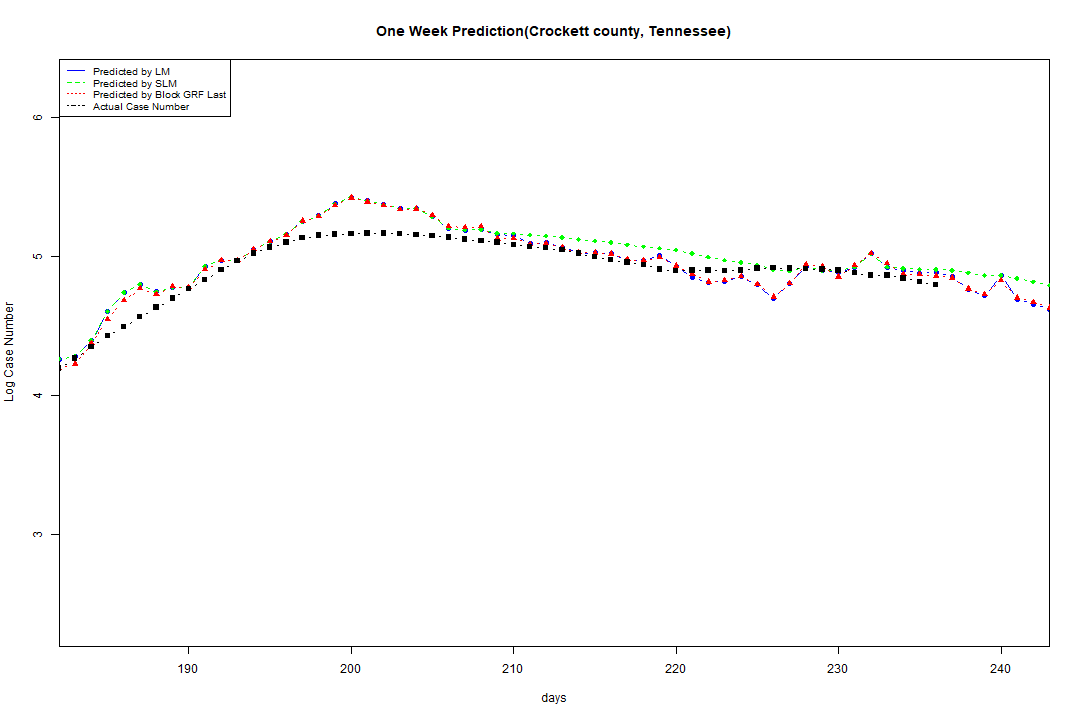 One Week Prediction(Crockett county, Tennessee)
Predicted by LM
Predicted by SLM
Predicted by Block GRF Last
Actual Case Number
6
5
4
3
Log Case Number
190 200 210 220 230 240
days